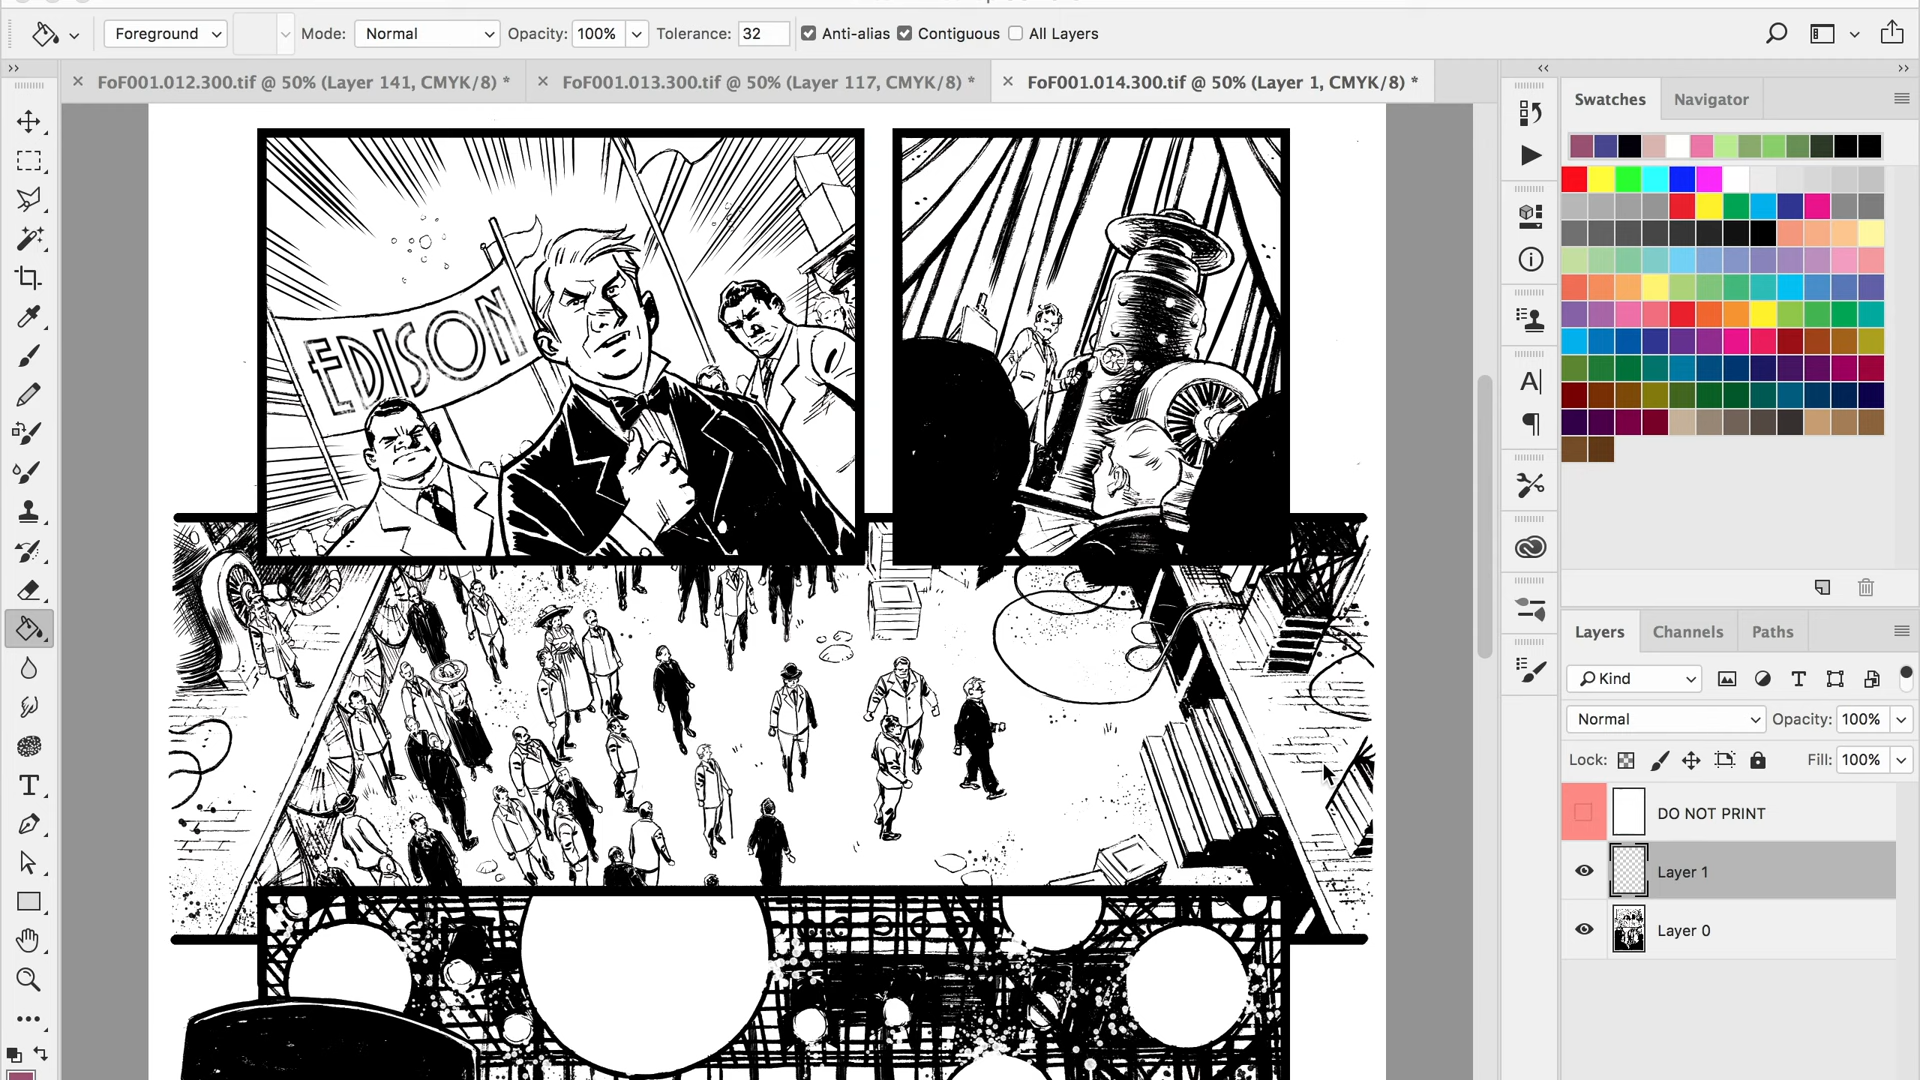 Foreground
Mode: Normal
Opacity: 100%
Tolerance: 32
Anti-alias
Contiguous
All Layers
FoF001.012.300.tif @ 50% (Layer 141, CMYK/8) *
FoF001.013.300.tif @ 50% (Layer 117, CMYK/8) *
FoF001.014.300.tif @ 50% (Layer 1, CMYK/8) *
Swatches
Navigator
EDISON
Layers
Channels
Paths
Kind
Normal
Opacity: 100%
Lock:
Fill: 100%
DO NOT PRINT
Layer 1
Layer 0